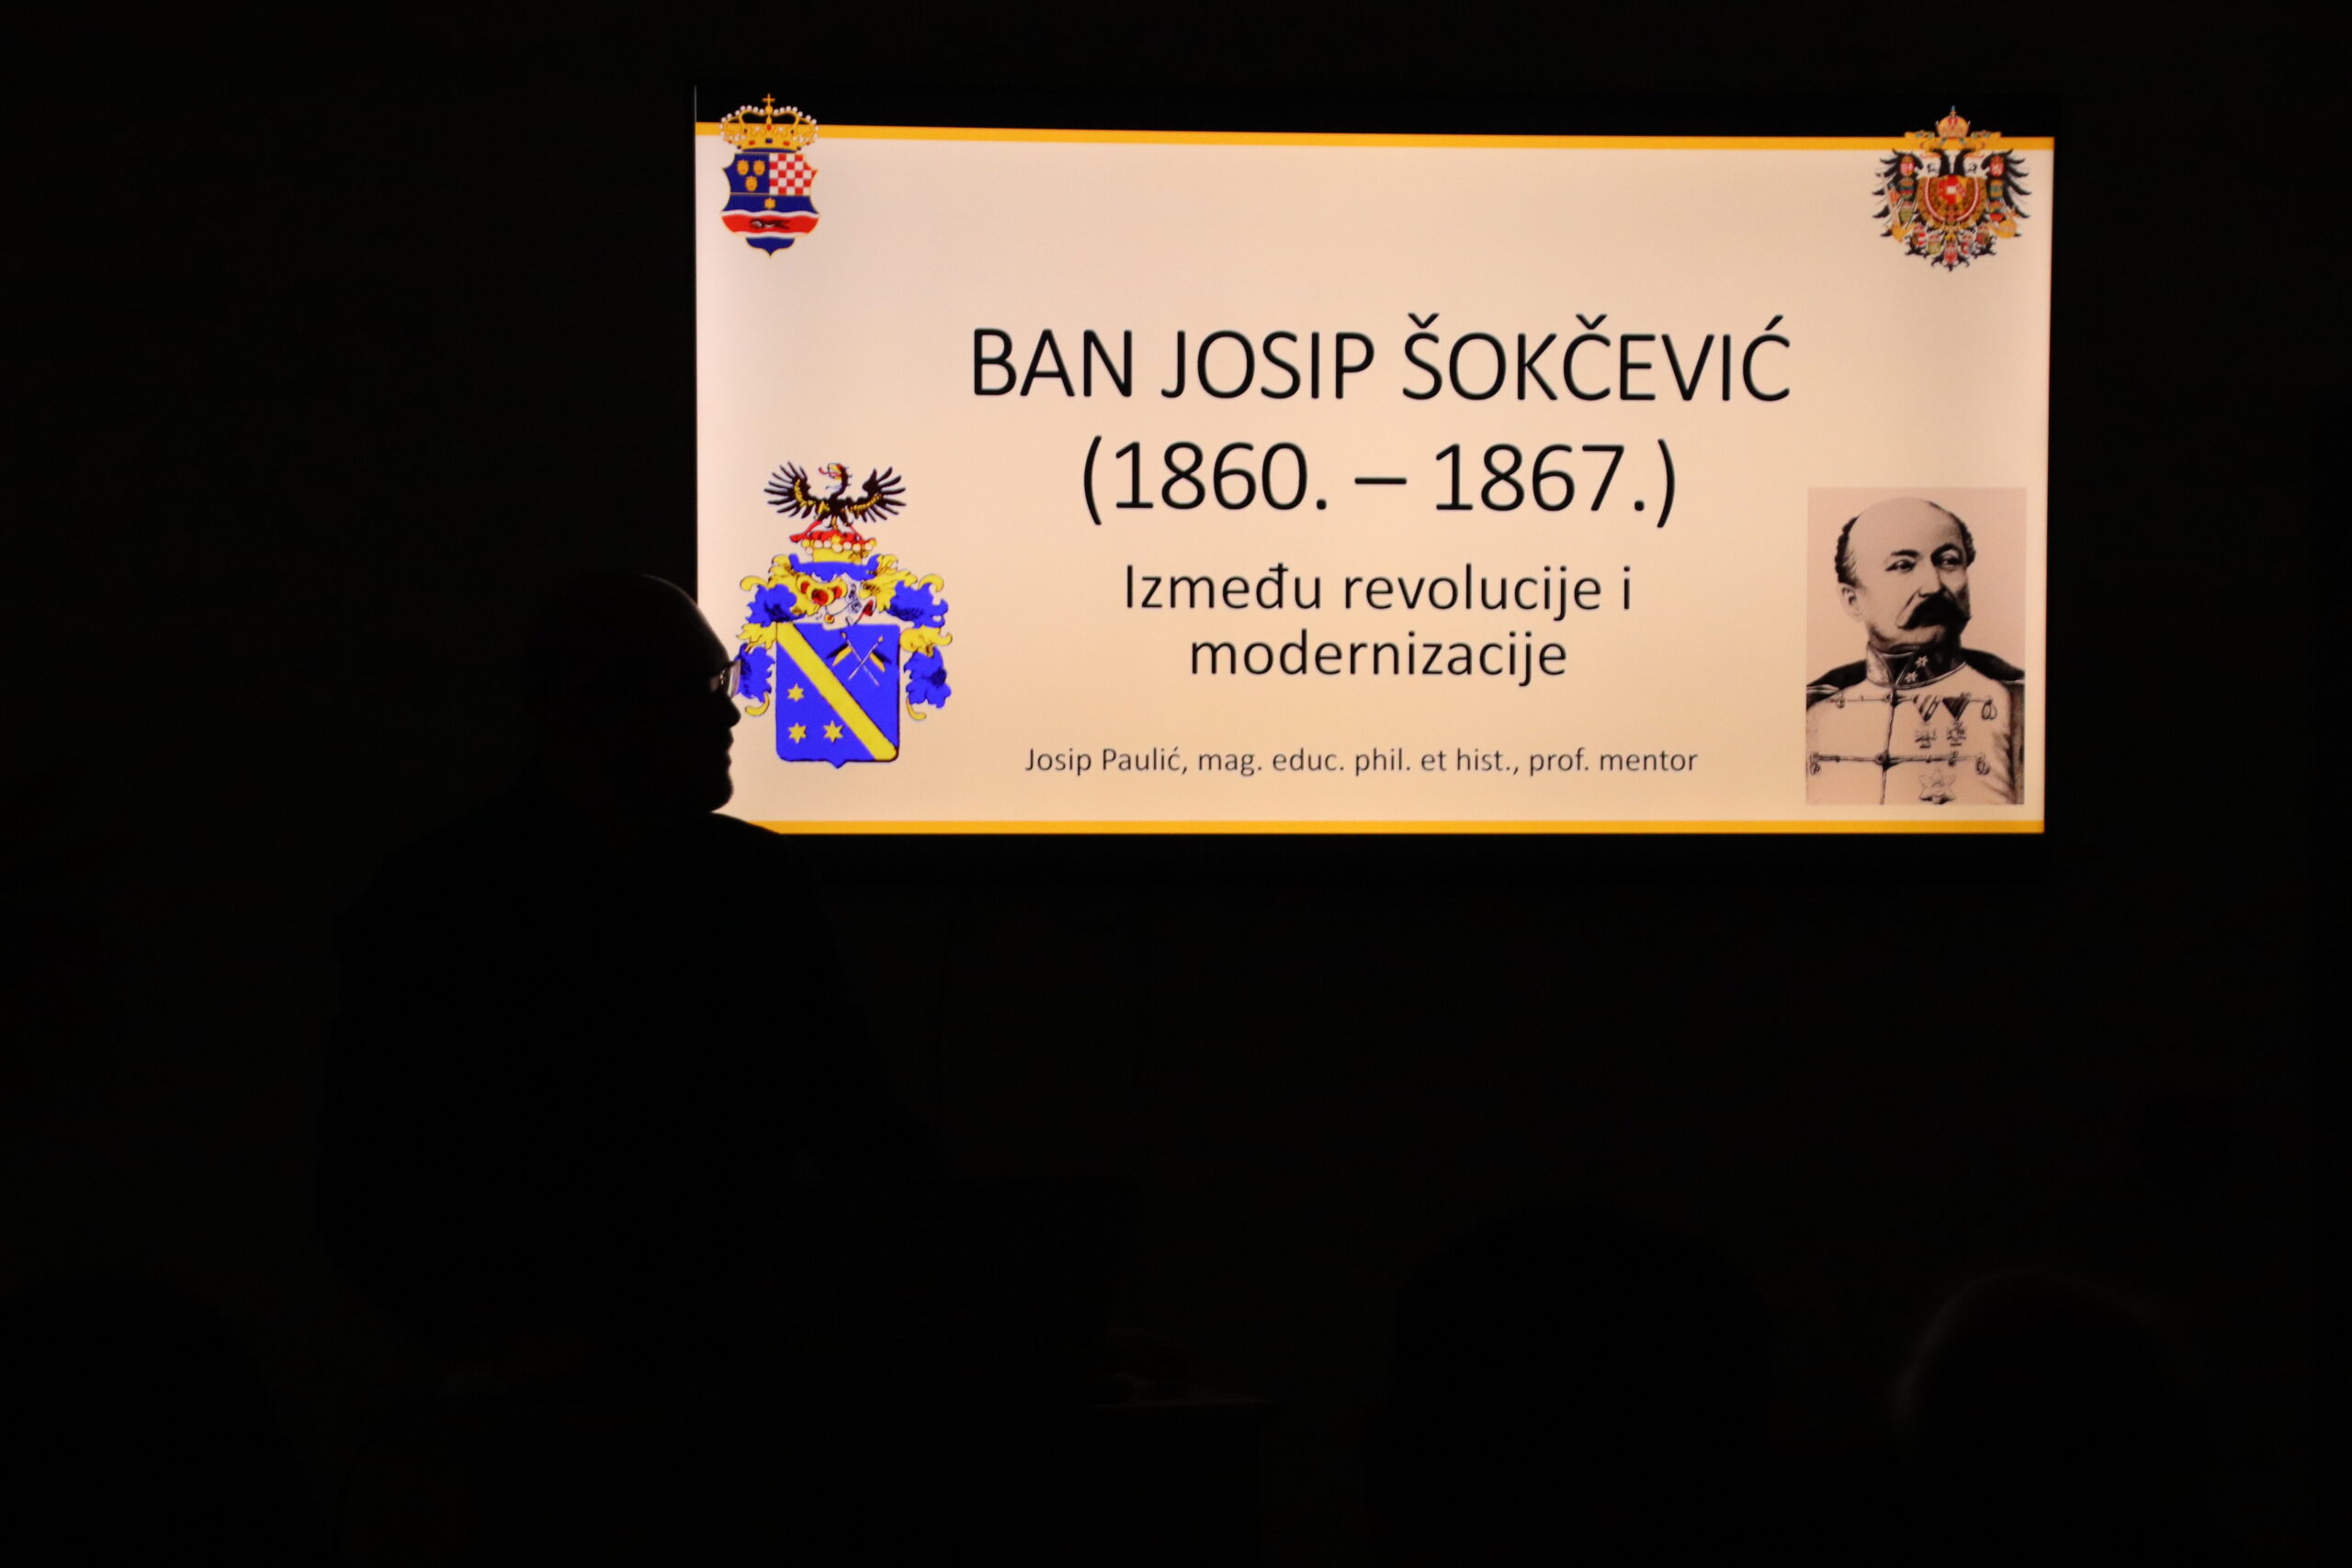 BAN JOSIP ŠOKČEVIĆ
(1860. – 1867.)
Između revolucije i
modernizacije
Josip Paulić, mag. educ. phil. et hist., prof. mentor